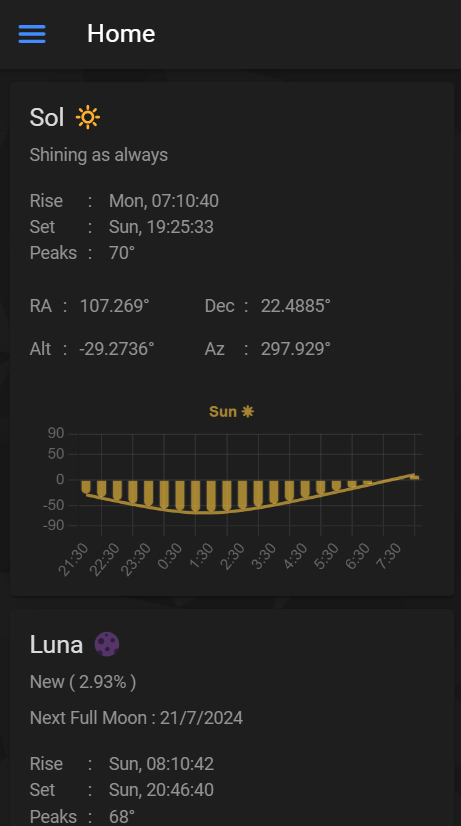 Home
Sol
Shining as always
Rise : Mon, 07:10:40
Set : Sun, 19:25:33
Peaks : 70°
RA : 107.269° Dec : 22.4885°
Alt : -29.2736° Az : 297.929°
Sun ☀
90
50
0
-50
-90
21:30 22:30 23:30 0:30 1:30 2:30 3:30 4:30 5:30 6:30 7:30
Luna
New ( 2.93% )
Next Full Moon : 21/7/2024
Rise : Sun, 08:10:42
Set : Sun, 20:46:40
Peaks : 68°